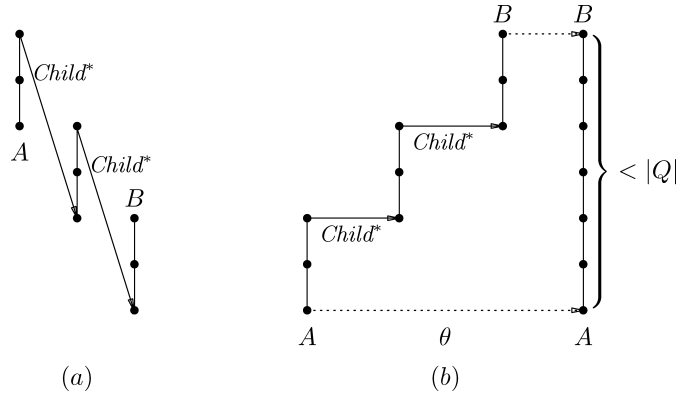 B B
Child*
A
Child*
Child*
B
< |Q|
Child*
A θ A
(a) (b)